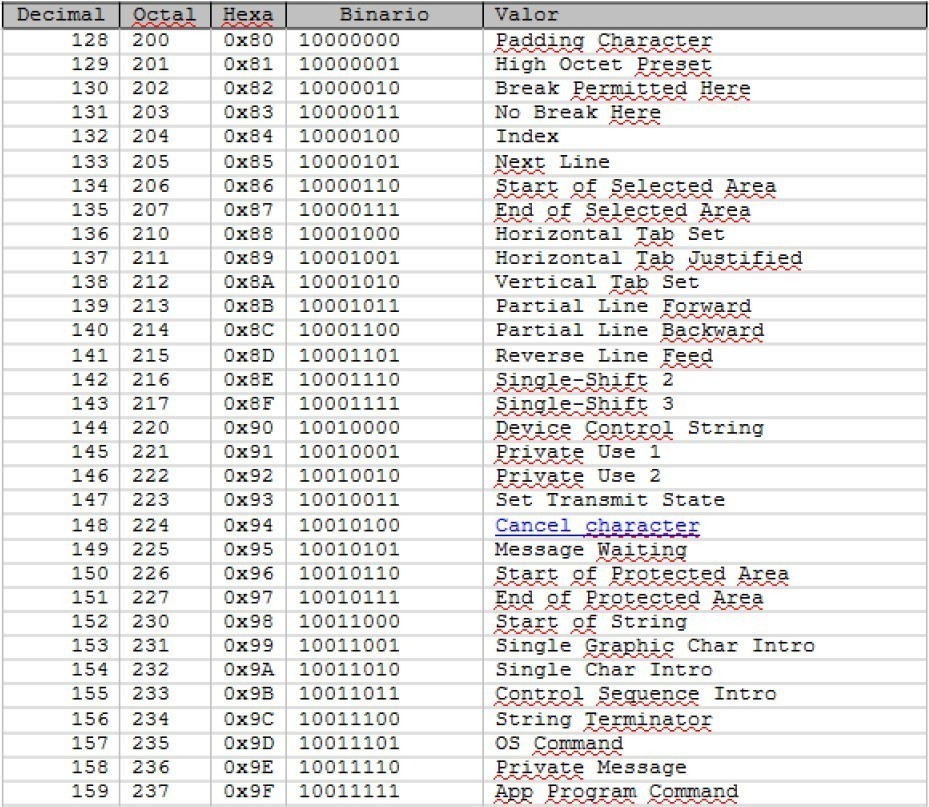 Decimal Octal Hexa Binario Valor
128 200 0x80 10000000 Padding Character
129 201 0x81 10000001 High Octet Preset
130 202 0x82 10000010 Break Permitted Here
131 203 0x83 10000011 No Break Here
132 204 0x84 10000100 Index
133 205 0x85 10000101 Next Line
134 206 0x86 10000110 Start of Selected Area
135 207 0x87 10000111 End of Selected Area
136 210 0x88 10001000 Horizontal Tab Set
137 211 0x89 10001001 Horizontal Tab Justified
138 212 0x8A 10001010 Vertical Tab Set
139 213 0x8B 10001011 Partial Line Forward
140 214 0x8C 10001100 Partial Line Backward
141 215 0x8D 10001101 Reverse Line Feed
142 216 0x8E 10001110 Single-Shift 2
143 217 0x8F 10001111 Single-Shift 3
144 220 0x90 10010000 Device Control String
145 221 0x91 10010001 Private Use 1
146 222 0x92 10010010 Private Use 2
147 223 0x93 10010011 Set Transmit State
148 224 0x94 10010100 Cancel character
149 225 0x95 10010101 Message Waiting
150 226 0x96 10010110 Start of Protected Area
151 227 0x97 10010111 End of Protected Area
152 230 0x98 10011000 Start of String
153 231 0x99 10011001 Single Graphic Char Intro
154 232 0x9A 10011010 Single Char Intro
155 233 0x9B 10011011 Control Sequence Intro
156 234 0x9C 10011100 String Terminator
157 235 0x9D 10011101 OS Command
158 236 0x9E 10011110 Private Message
159 237 0x9F 10011111 App Program Command